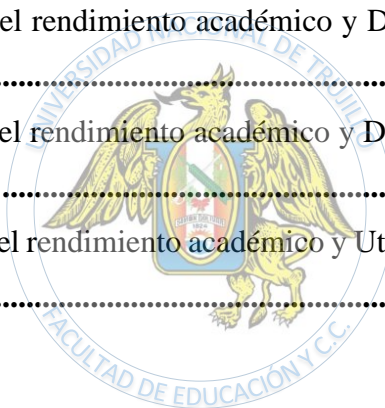 el rendimiento académico y D
................................................
el rendimiento académico y D
................................................
el rendimiento académico y Ut
................................................
UNIVERSIDAD NACIONAL DE TRUJILLO
FACULTAD DE EDUCACIÓN Y C.C.